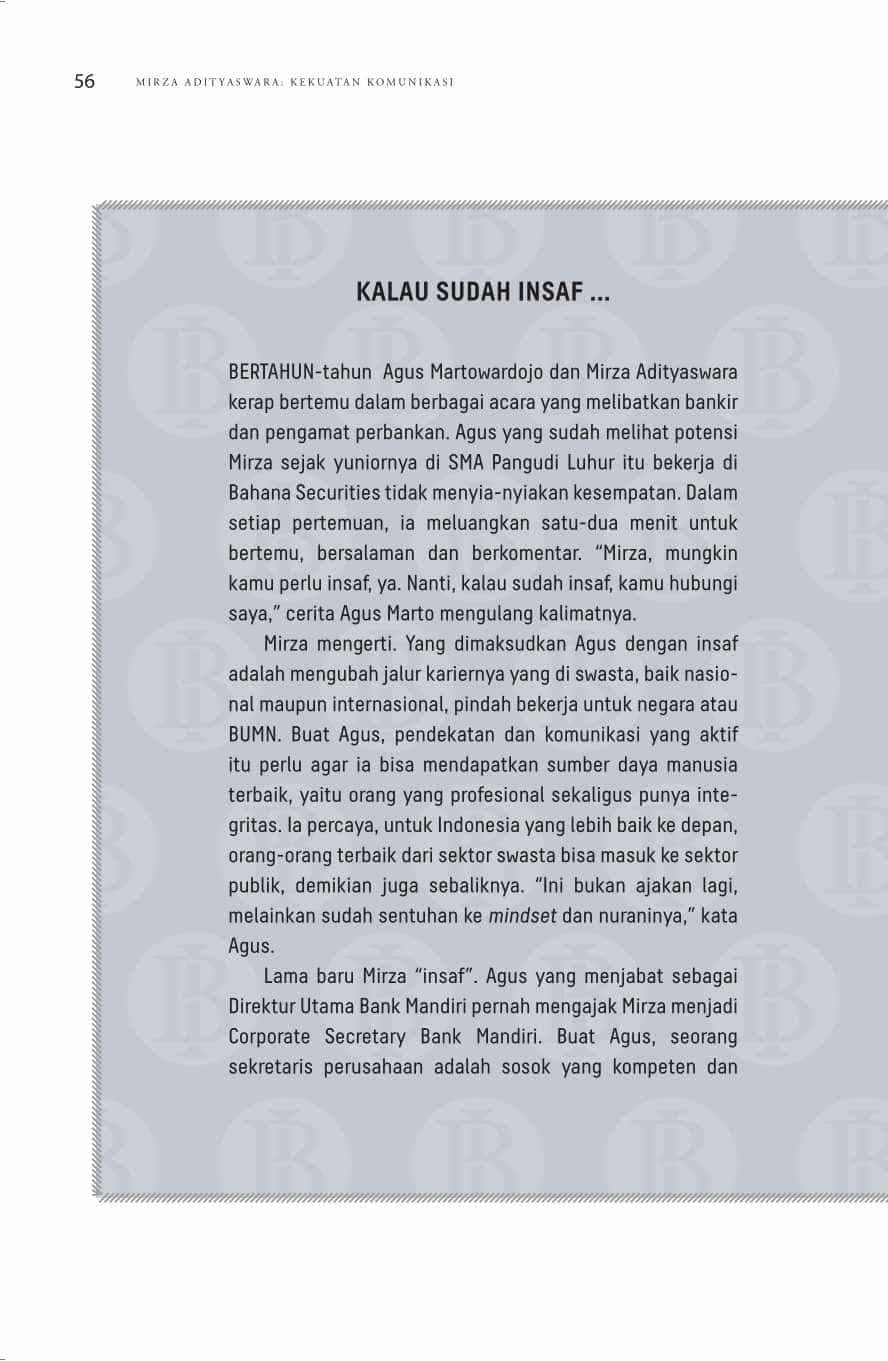 56 MIRZA ADITYASWARA: KEKUATAN KOMUNIKASI
KALAU SUDAH INSAF ...
BERTAHUN-tahun Agus Martowardojo dan Mirza Adityaswara
kerap bertemu dalam berbagai acara yang melibatkan bankir
dan pengamat perbankan. Agus yang sudah melihat potensi
Mirza sejak yuniornya di SMA Pangudi Luhur itu bekerja di
Bahana Securities tidak menyia-nyiakan kesempatan. Dalam
setiap pertemuan, ia meluangkan satu-dua menit untuk
bertemu, bersalaman dan berkomentar. “Mirza, mungkin
kamu perlu insaf, ya. Nanti, kalau sudah insaf, kamu hubungi
saya,” cerita Agus Marto mengulang kalimatnya.
Mirza mengerti. Yang dimaksudkan Agus dengan insaf
adalah mengubah jalur kariernya yang di swasta, baik nasio-
nal maupun internasional, pindah bekerja untuk negara atau
BUMN. Buat Agus, pendekatan dan komunikasi yang aktif
itu perlu agar ia bisa mendapatkan sumber daya manusia
terbaik, yaitu orang yang profesional sekaligus punya inte-
gritas. Ia percaya, untuk Indonesia yang lebih baik ke depan,
orang-orang terbaik dari sektor swasta bisa masuk ke sektor
publik, demikian juga sebaliknya. “Ini bukan ajakan lagi,
melainkan sudah sentuhan ke mindset dan nuraninya,” kata
Agus.
Lama baru Mirza “insaf”. Agus yang menjabat sebagai
Direktur Utama Bank Mandiri pernah mengajak Mirza menjadi
Corporate Secretary Bank Mandiri. Buat Agus, seorang
sekretaris perusahaan adalah sosok yang kompeten dan